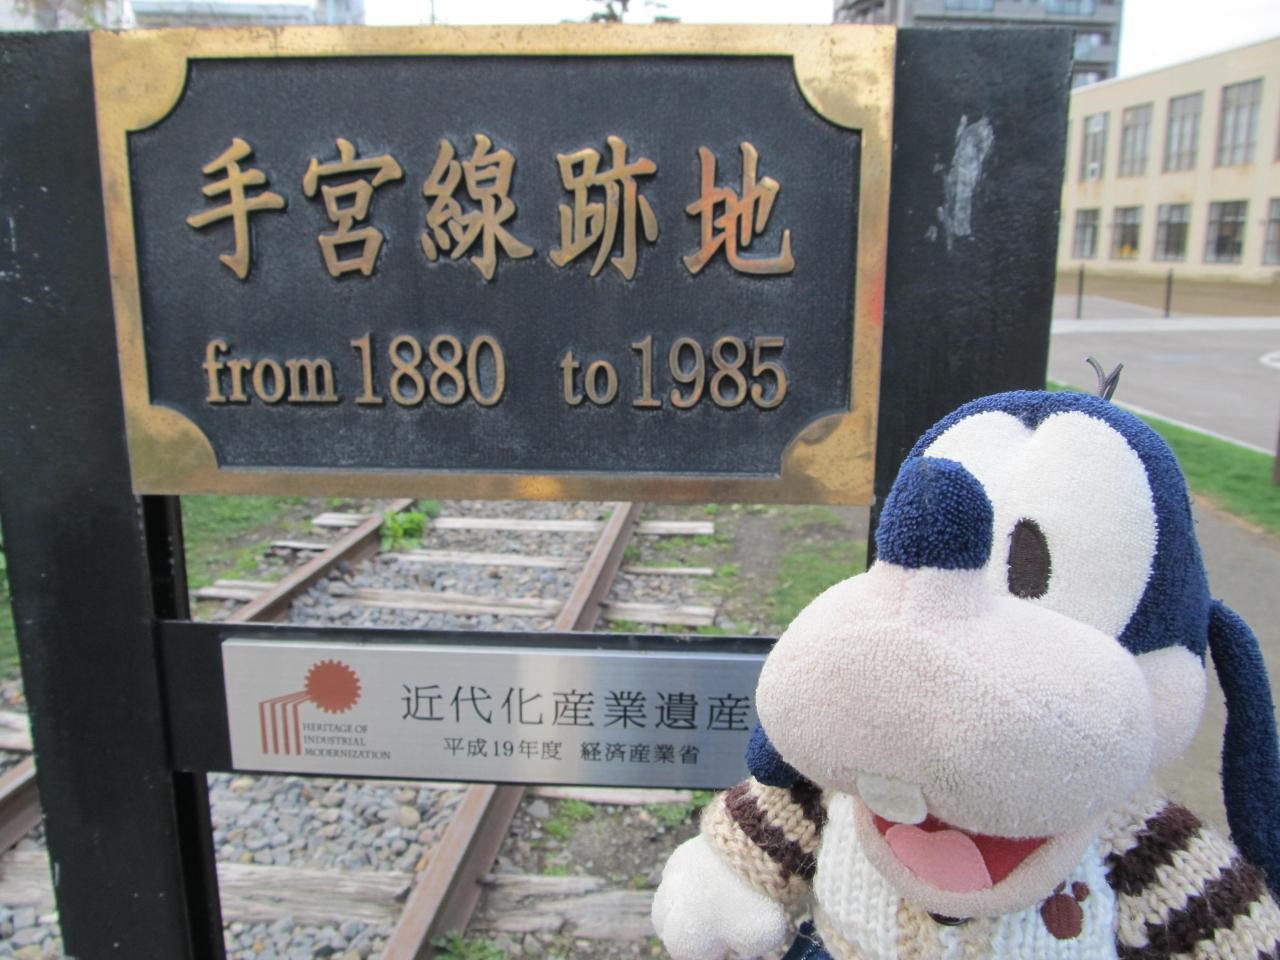 手宮線跡地
from 1880 to 1985
HERITAGE OF
INDUSTRIAL
MODERNIZATION
近代化産業遺産
平成19年度 経済産業省